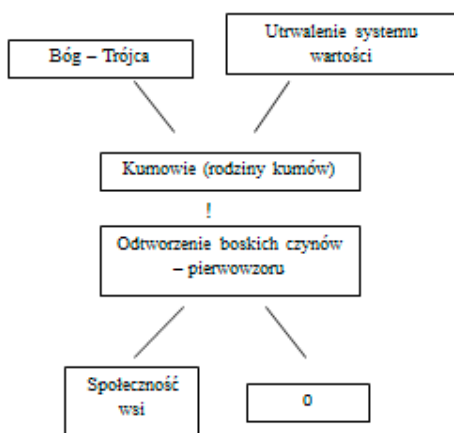 Bóg – Trójca
Utrwalenie systemu
wartości
Kumowie (rodziny kumów)
!
Odtworzenie boskich czynów
– pierwowzoru
Społeczność
wsi
0